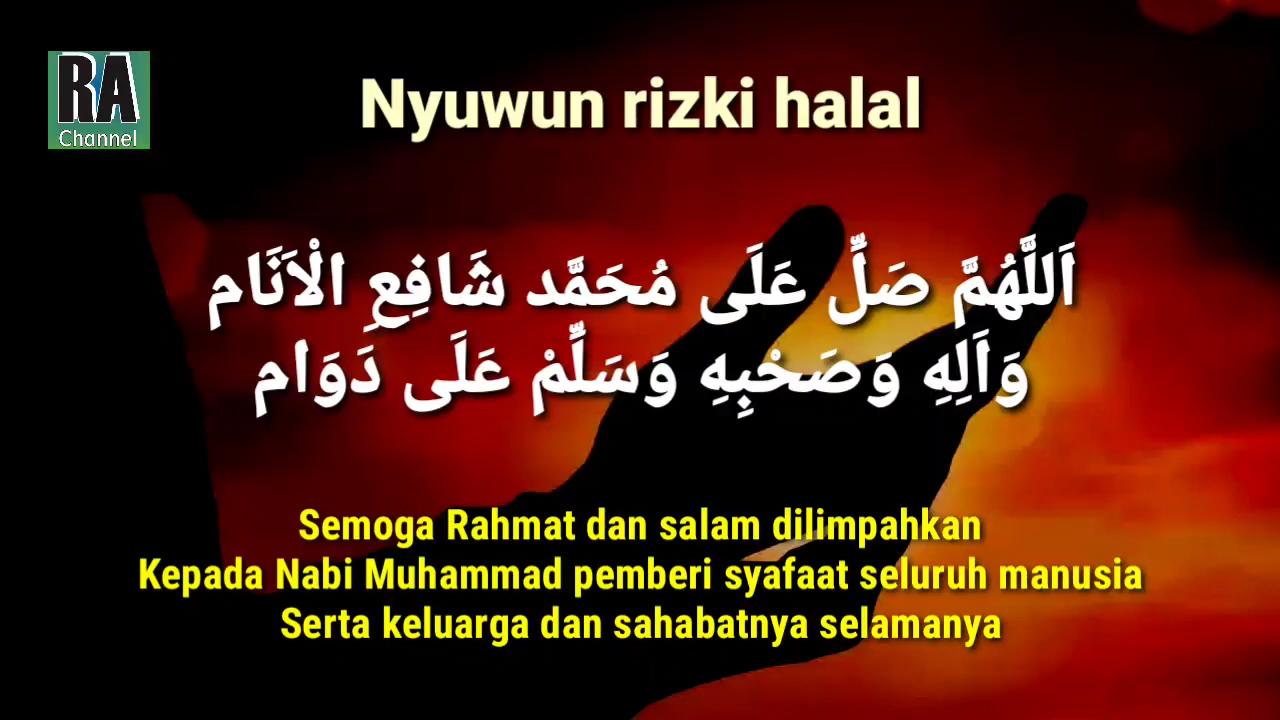 RA
Channel
Nyuwun rizki halal
اَللَّهُمَّ صَلِّ عَلَى مُحَمَّد شَافِعِ الْاَنَام
وَاَلِهِ وَصَحْبِهِ وَسَلِّمْ عَلَى دَوَام
Semoga Rahmat dan salam dilimpahkan
Kepada Nabi Muhammad pemberi syafaat seluruh manusia
Serta keluarga dan sahabatnya selamanya